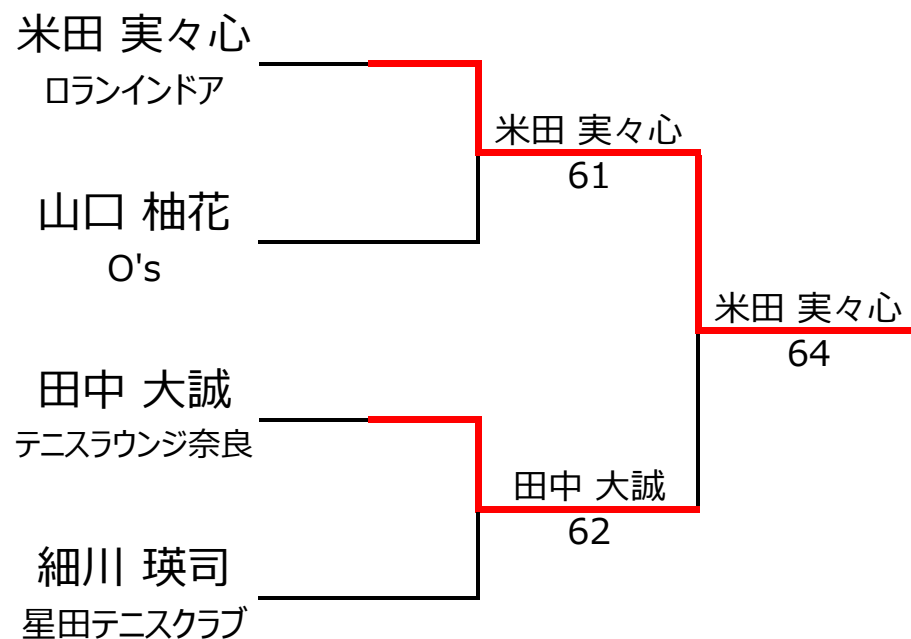 米田 実々心
ロランインドア
米田 実々心
61
山口 柚花
O's
米田 実々心
64
田中 大誠
テニスラウンジ奈良
田中 大誠
62
細川 瑛司
星田テニスクラブ